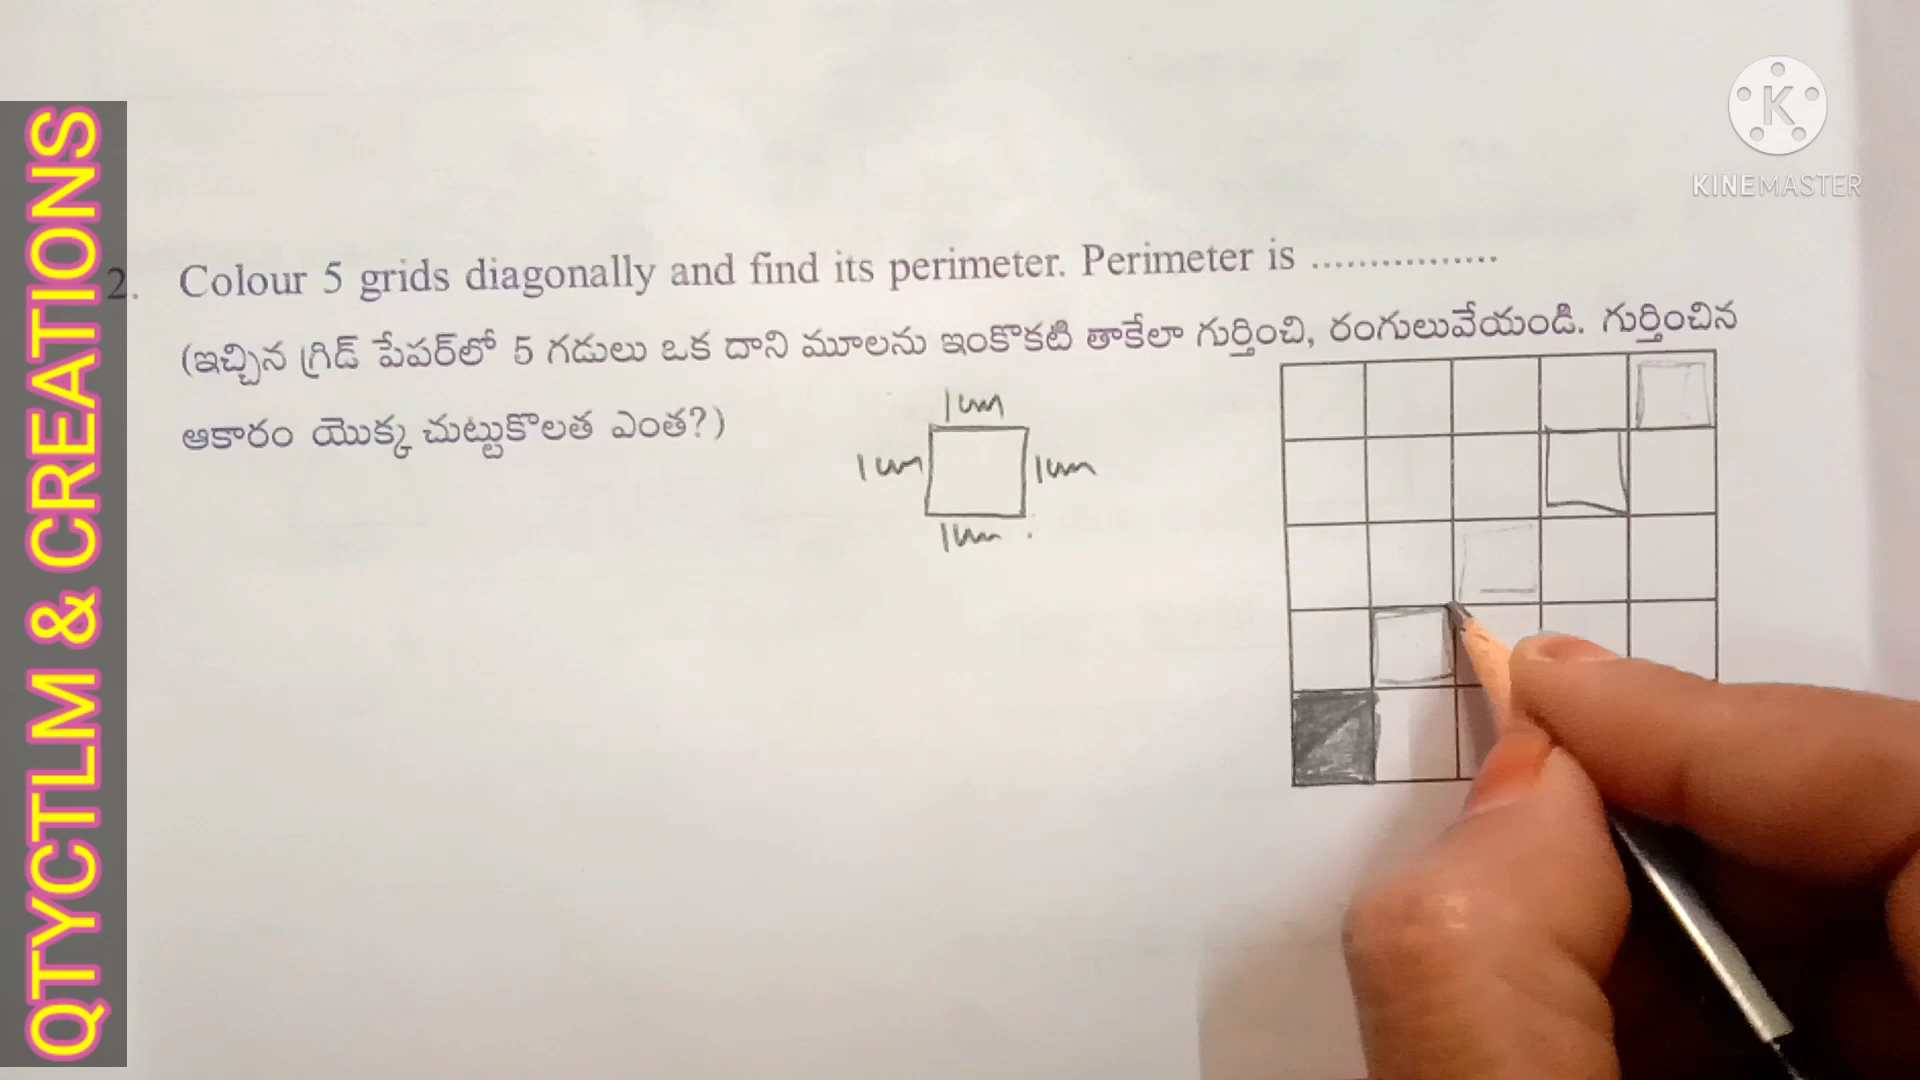 QTYCTLM & CREATIONS
K
KINEMASTER
2. Colour 5 grids diagonally and find its perimeter. Perimeter is ................
(ఇచ్చిన గ్రిడ్ పేపర్‌లో 5 గడులు ఒక దాని మూలను ఇంకొకటి తాకేలా గుర్తించి, రంగులువేయండి. గుర్తించిన
ఆకారం యొక్క చుట్టుకొలత ఎంత?)
1cm
1cm
1cm
1cm